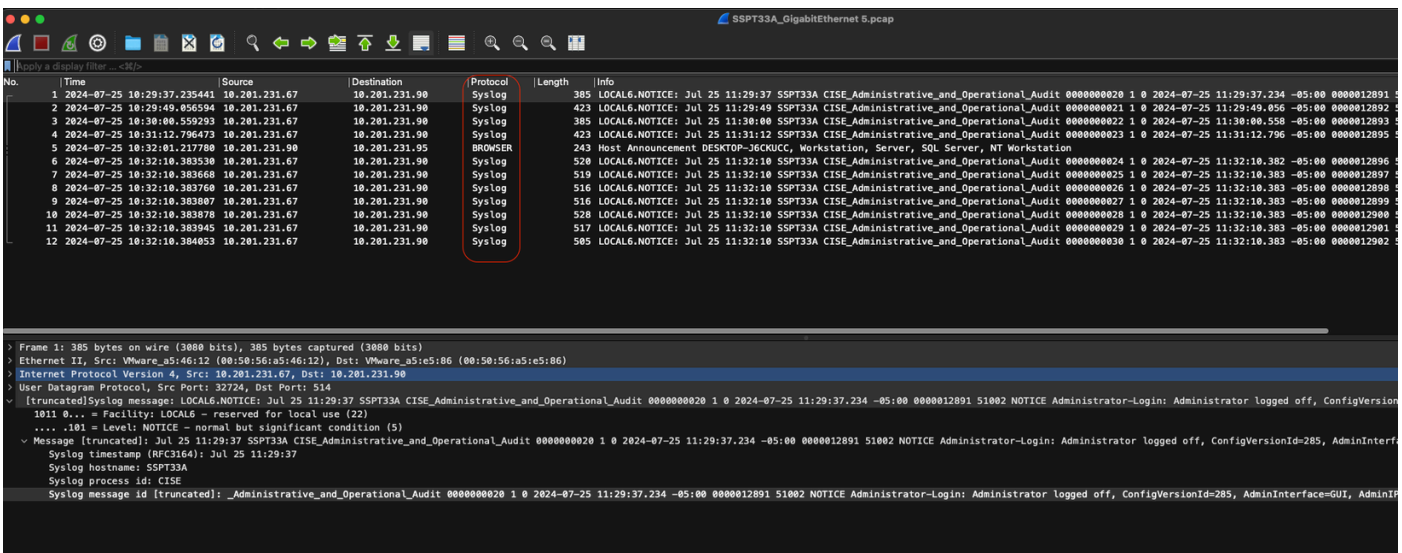 SSPT33A_GigabitEthernet 5.pcap
Apply a display filter ... <⌘/>
No. Time Source Destination Protocol Length Info
1 2024-07-25 10:29:37.235441 10.201.231.67 10.201.231.90 Syslog 385 LOCAL6.NOTICE: Jul 25 11:29:37 SSPT33A CISE_Administrative_and_Operational_Audit 0000000020 1 0 2024-07-25 11:29:37.234 -05:00 0000012891 5
2 2024-07-25 10:29:49.056594 10.201.231.67 10.201.231.90 Syslog 423 LOCAL6.NOTICE: Jul 25 11:29:49 SSPT33A CISE_Administrative_and_Operational_Audit 0000000021 1 0 2024-07-25 11:29:49.056 -05:00 0000012892 5
3 2024-07-25 10:30:00.559293 10.201.231.67 10.201.231.90 Syslog 385 LOCAL6.NOTICE: Jul 25 11:30:00 SSPT33A CISE_Administrative_and_Operational_Audit 0000000022 1 0 2024-07-25 11:30:00.558 -05:00 0000012893 5
4 2024-07-25 10:31:12.796473 10.201.231.67 10.201.231.90 Syslog 423 LOCAL6.NOTICE: Jul 25 11:31:12 SSPT33A CISE_Administrative_and_Operational_Audit 0000000023 1 0 2024-07-25 11:31:12.796 -05:00 0000012895 5
5 2024-07-25 10:32:01.217780 10.201.231.90 10.201.231.95 BROWSER 243 Host Announcement DESKTOP-J6CKUCC, Workstation, Server, SQL Server, NT Workstation
6 2024-07-25 10:32:10.383530 10.201.231.67 10.201.231.90 Syslog 520 LOCAL6.NOTICE: Jul 25 11:32:10 SSPT33A CISE_Administrative_and_Operational_Audit 0000000024 1 0 2024-07-25 11:32:10.382 -05:00 0000012896 5
7 2024-07-25 10:32:10.383668 10.201.231.67 10.201.231.90 Syslog 519 LOCAL6.NOTICE: Jul 25 11:32:10 SSPT33A CISE_Administrative_and_Operational_Audit 0000000025 1 0 2024-07-25 11:32:10.383 -05:00 0000012897 5
8 2024-07-25 10:32:10.383760 10.201.231.67 10.201.231.90 Syslog 516 LOCAL6.NOTICE: Jul 25 11:32:10 SSPT33A CISE_Administrative_and_Operational_Audit 0000000026 1 0 2024-07-25 11:32:10.383 -05:00 0000012898 5
9 2024-07-25 10:32:10.383807 10.201.231.67 10.201.231.90 Syslog 516 LOCAL6.NOTICE: Jul 25 11:32:10 SSPT33A CISE_Administrative_and_Operational_Audit 0000000027 1 0 2024-07-25 11:32:10.383 -05:00 0000012899 5
10 2024-07-25 10:32:10.383878 10.201.231.67 10.201.231.90 Syslog 528 LOCAL6.NOTICE: Jul 25 11:32:10 SSPT33A CISE_Administrative_and_Operational_Audit 0000000028 1 0 2024-07-25 11:32:10.383 -05:00 0000012900 5
11 2024-07-25 10:32:10.383945 10.201.231.67 10.201.231.90 Syslog 517 LOCAL6.NOTICE: Jul 25 11:32:10 SSPT33A CISE_Administrative_and_Operational_Audit 0000000029 1 0 2024-07-25 11:32:10.383 -05:00 0000012901 5
12 2024-07-25 10:32:10.384053 10.201.231.67 10.201.231.90 Syslog 505 LOCAL6.NOTICE: Jul 25 11:32:10 SSPT33A CISE_Administrative_and_Operational_Audit 0000000030 1 0 2024-07-25 11:32:10.383 -05:00 0000012902 5
Frame 1: 385 bytes on wire (3080 bits), 385 bytes captured (3080 bits)
Ethernet II, Src: VMware_a5:46:12 (00:50:56:a5:46:12), Dst: VMware_a5:e5:86 (00:50:56:a5:e5:86)
Internet Protocol Version 4, Src: 10.201.231.67, Dst: 10.201.231.90
User Datagram Protocol, Src Port: 32724, Dst Port: 514
[truncated]Syslog message: LOCAL6.NOTICE: Jul 25 11:29:37 SSPT33A CISE_Administrative_and_Operational_Audit 0000000020 1 0 2024-07-25 11:29:37.234 -05:00 0000012891 51002 NOTICE Administrator-Login: Administrator logged off, ConfigVersion
1011 0... = Facility: LOCAL6 - reserved for local use (22)
.... .101 = Level: NOTICE - normal but significant condition (5)
Message [truncated]: Jul 25 11:29:37 SSPT33A CISE_Administrative_and_Operational_Audit 0000000020 1 0 2024-07-25 11:29:37.234 -05:00 0000012891 51002 NOTICE Administrator-Login: Administrator logged off, ConfigVersionId=285, AdminInterfa
Syslog timestamp (RFC3164): Jul 25 11:29:37
Syslog hostname: SSPT33A
Syslog process id: CISE
Syslog message id [truncated]: _Administrative_and_Operational_Audit 0000000020 1 0 2024-07-25 11:29:37.234 -05:00 0000012891 51002 NOTICE Administrator-Login: Administrator logged off, ConfigVersionId=285, AdminInterface=GUI, AdminIP